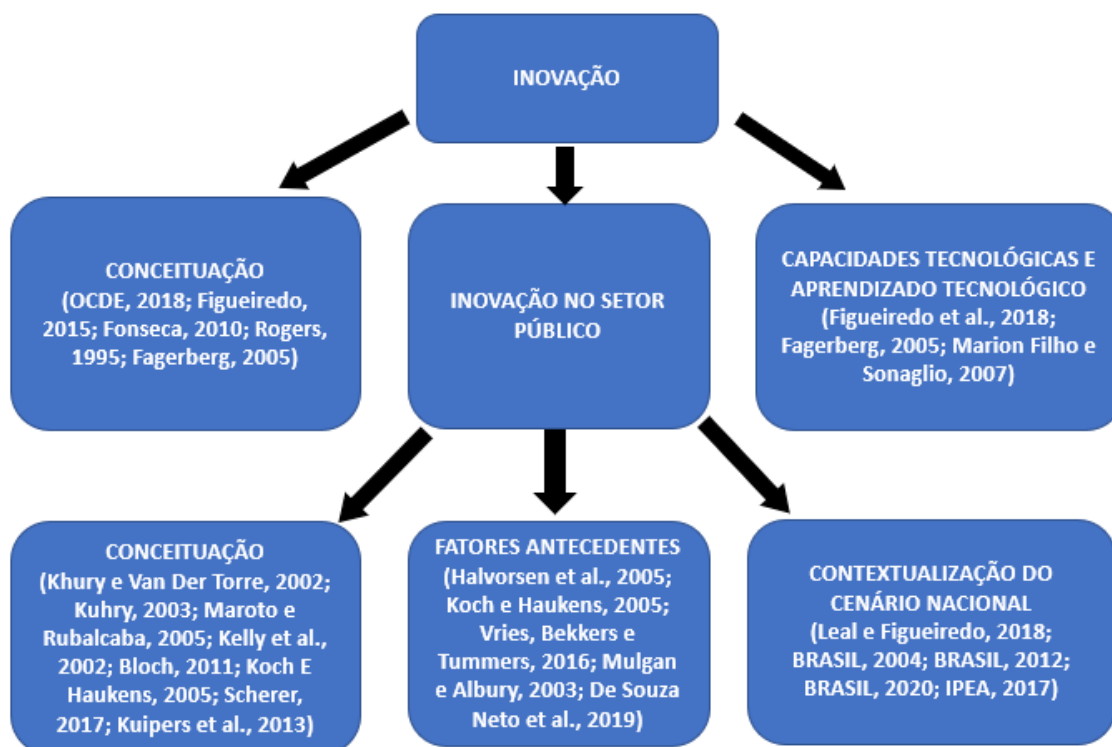 INOVAÇÃO
CONCEITUAÇÃO
(OCDE, 2018; Figueiredo,
2015; Fonseca, 2010; Rogers,
1995; Fagerberg, 2005)
INOVAÇÃO NO SETOR
PÚBLICO
CAPACIDADES TECNOLÓGICAS E
APRENDIZADO TECNOLÓGICO
(Figueiredo et al., 2018;
Fagerberg, 2005; Marion Filho e
Sonaglio, 2007)
CONCEITUAÇÃO
(Khury e Van Der Torre, 2002;
Kuhry, 2003; Maroto e
Rubalcaba, 2005; Kelly et al.,
2002; Bloch, 2011; Koch E
Haukens, 2005; Scherer,
2017; Kuipers et al., 2013)
FATORES ANTECEDENTES
(Halvorsen et al., 2005;
Koch e Haukens, 2005;
Vries, Bekkers e
Tummers, 2016; Mulgan
e Albury, 2003; De Souza
Neto et al., 2019)
CONTEXTUALIZAÇÃO DO
CENÁRIO NACIONAL
(Leal e Figueiredo, 2018;
BRASIL, 2004; BRASIL, 2012;
BRASIL, 2020; IPEA, 2017)